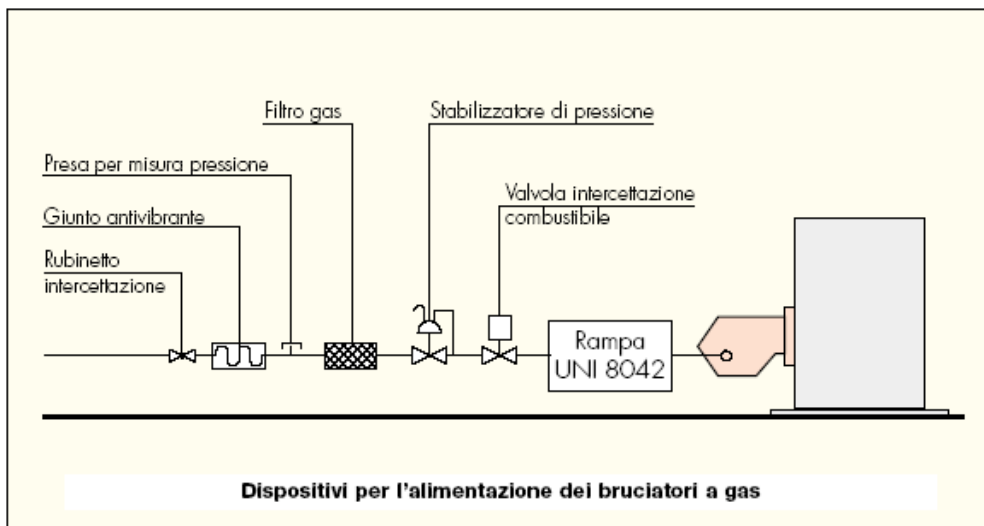 Filtro gas
Stabilizzatore di pressione
Presa per misura pressione
Valvola intercettazione
combustibile
Giunto antivibrante
Rubinetto
intercettazione
Rampa
UNI 8042
Dispositivi per l'alimentazione dei bruciatori a gas